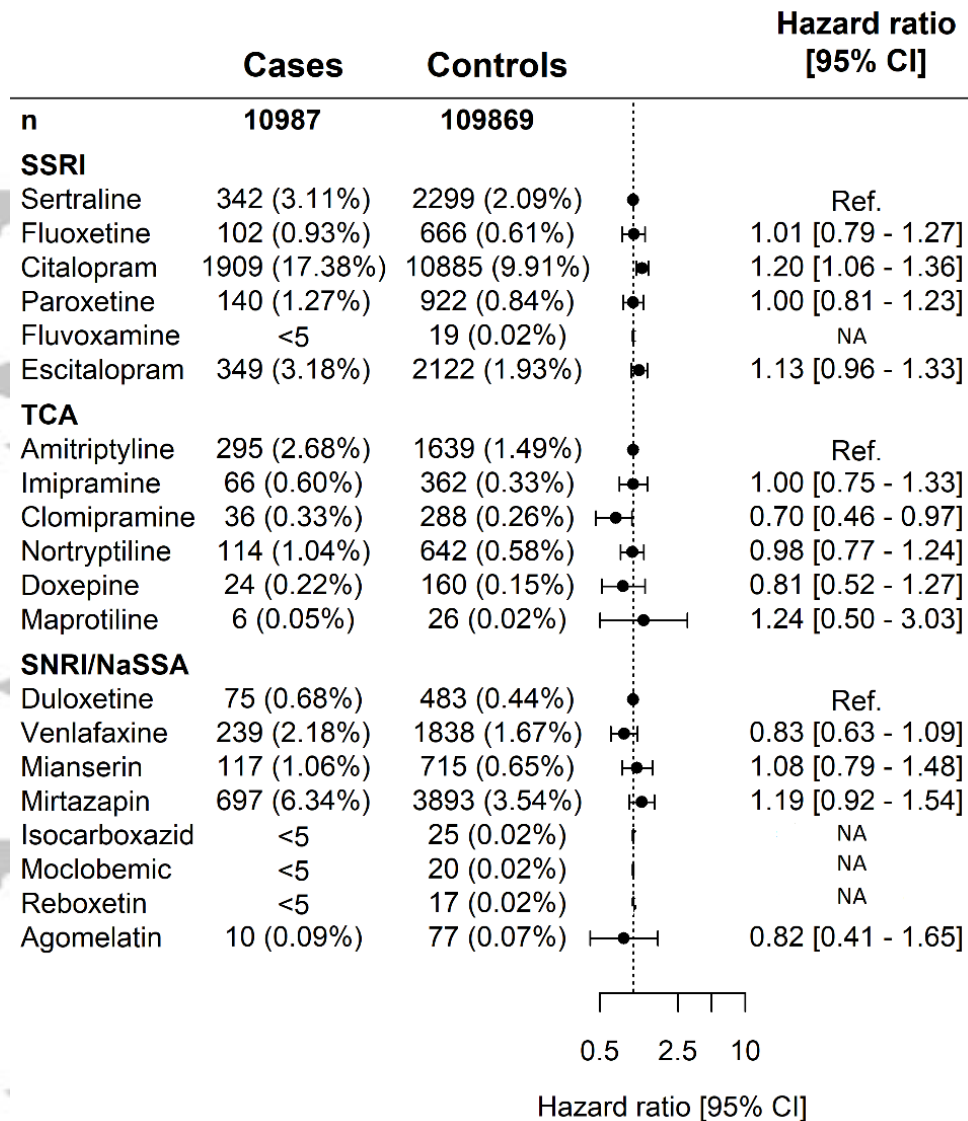 Hazard ratio
Cases Controls [95% CI]
n 10987 109869
SSRI
Sertraline 342 (3.11%) 2299 (2.09%) Ref.
Fluoxetine 102 (0.93%) 666 (0.61%) 1.01 [0.79 - 1.27]
Citalopram 1909 (17.38%) 10885 (9.91%) 1.20 [1.06 - 1.36]
Paroxetine 140 (1.27%) 922 (0.84%) 1.00 [0.81 - 1.23]
Fluvoxamine <5 19 (0.02%) NA
Escitalopram 349 (3.18%) 2122 (1.93%) 1.13 [0.96 - 1.33]
TCA
Amitriptyline 295 (2.68%) 1639 (1.49%) Ref.
Imipramine 66 (0.60%) 362 (0.33%) 1.00 [0.75 - 1.33]
Clomipramine 36 (0.33%) 288 (0.26%) 0.70 [0.46 - 0.97]
Nortryptiline 114 (1.04%) 642 (0.58%) 0.98 [0.77 - 1.24]
Doxepine 24 (0.22%) 160 (0.15%) 0.81 [0.52 - 1.27]
Maprotiline 6 (0.05%) 26 (0.02%) 1.24 [0.50 - 3.03]
SNRI/NaSSA
Duloxetine 75 (0.68%) 483 (0.44%) Ref.
Venlafaxine 239 (2.18%) 1838 (1.67%) 0.83 [0.63 - 1.09]
Mianserin 117 (1.06%) 715 (0.65%) 1.08 [0.79 - 1.48]
Mirtazapin 697 (6.34%) 3893 (3.54%) 1.19 [0.92 - 1.54]
Isocarboxazid <5 25 (0.02%) NA
Moclobemic <5 20 (0.02%) NA
Reboxetin <5 17 (0.02%) NA
Agomelatin 10 (0.09%) 77 (0.07%) 0.82 [0.41 - 1.65]
0.5 2.5 10
Hazard ratio [95% CI]